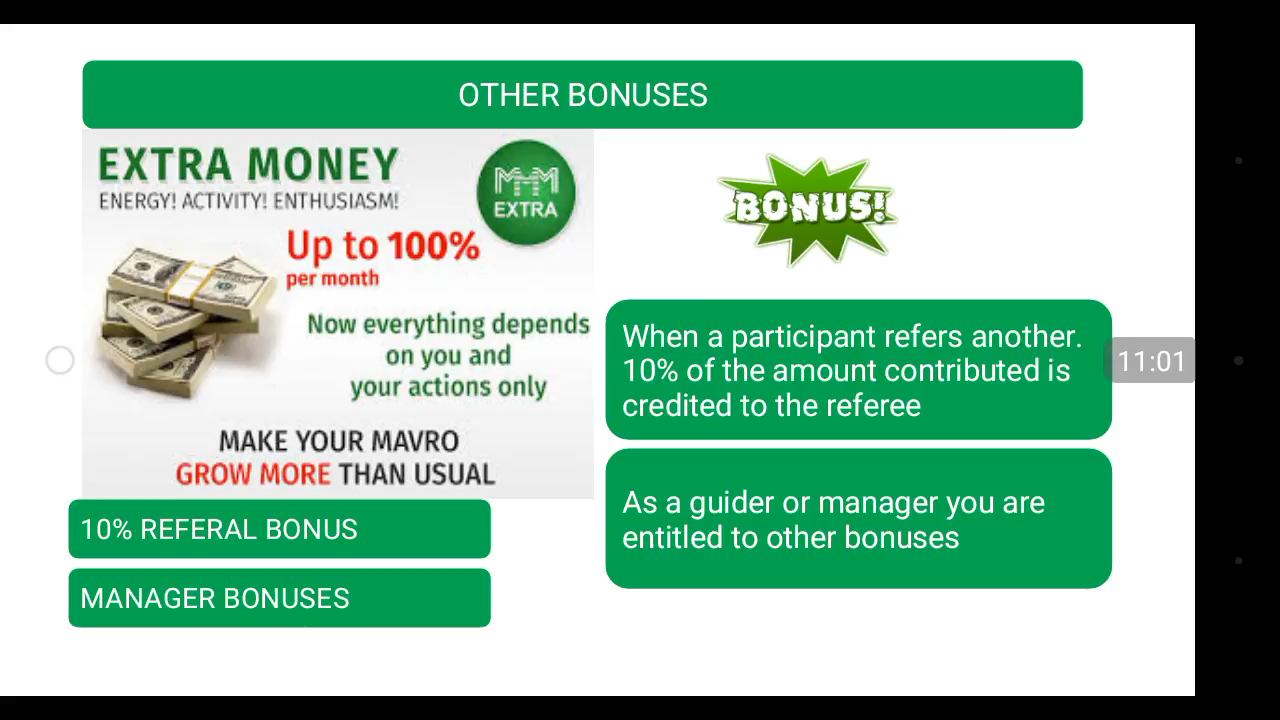 OTHER BONUSES
EXTRA MONEY
ENERGY! ACTIVITY! ENTHUSIASM!
MMM
EXTRA
Up to 100%
per month
Now everything depends
on you and
your actions only
MAKE YOUR MAVRO
GROW MORE THAN USUAL
10% REFERAL BONUS
MANAGER BONUSES
BONUS!
When a participant refers another.
10% of the amount contributed is
credited to the referee
As a guider or manager you are
entitled to other bonuses
11:01